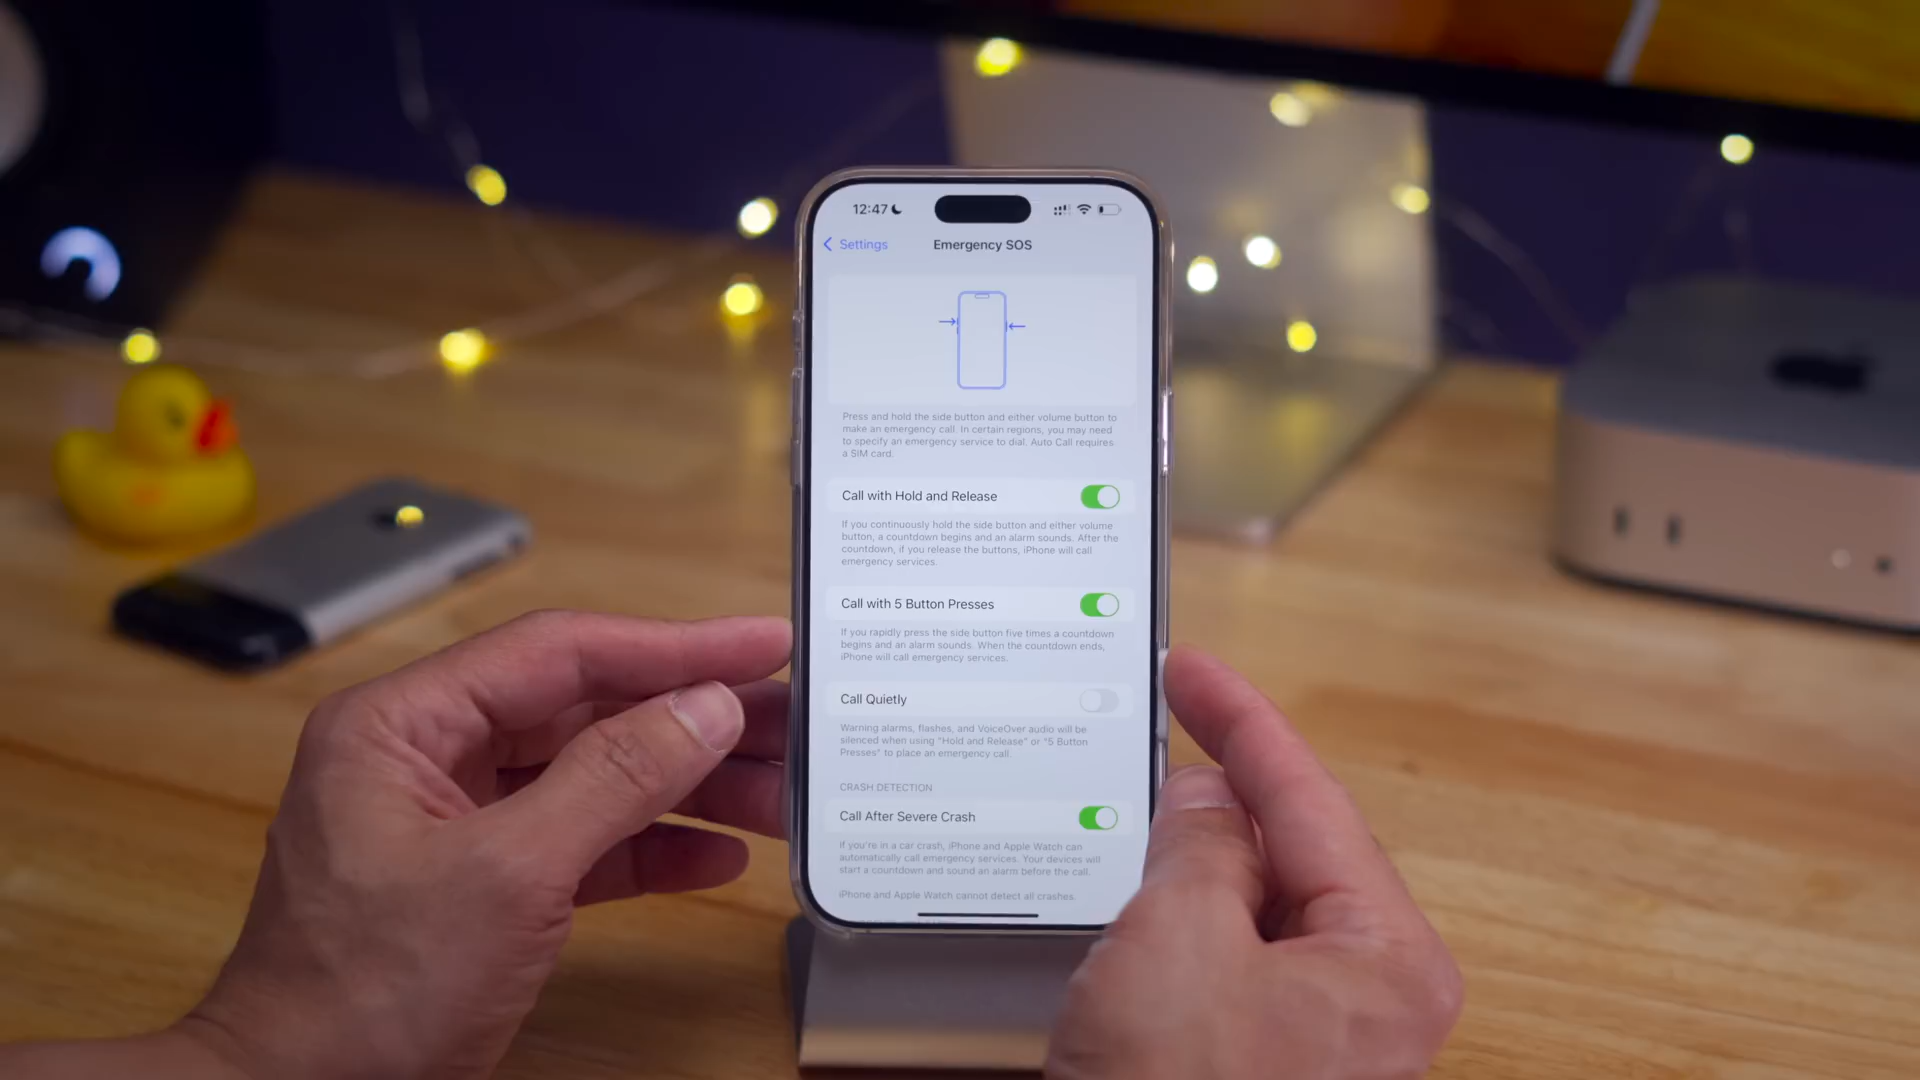 12:47
Settings
Emergency SOS
Press and hold the side button and either volume button to
make an emergency call. In certain regions, you may need
to specify an emergency service to dial. Auto Call requires
a SIM card.
Call with Hold and Release
If you continuously hold the side button and either volume
button, a countdown begins and an alarm sounds. After the
countdown, if you release the buttons, iPhone will call
emergency services.
Call with 5 Button Presses
If you rapidly press the side button five times a countdown
begins and an alarm sounds. When the countdown ends,
iPhone will call emergency services.
Call Quietly
Warning alarms, flashes, and VoiceOver audio will be
silenced when using "Hold and Release" or "5 Button
Presses" to place an emergency call.
CRASH DETECTION
Call After Severe Crash
If you're in a car crash, iPhone and Apple Watch can
automatically call emergency services. Your devices will
start a countdown and sound an alarm before the call.
iPhone and Apple Watch cannot detect all crashes.